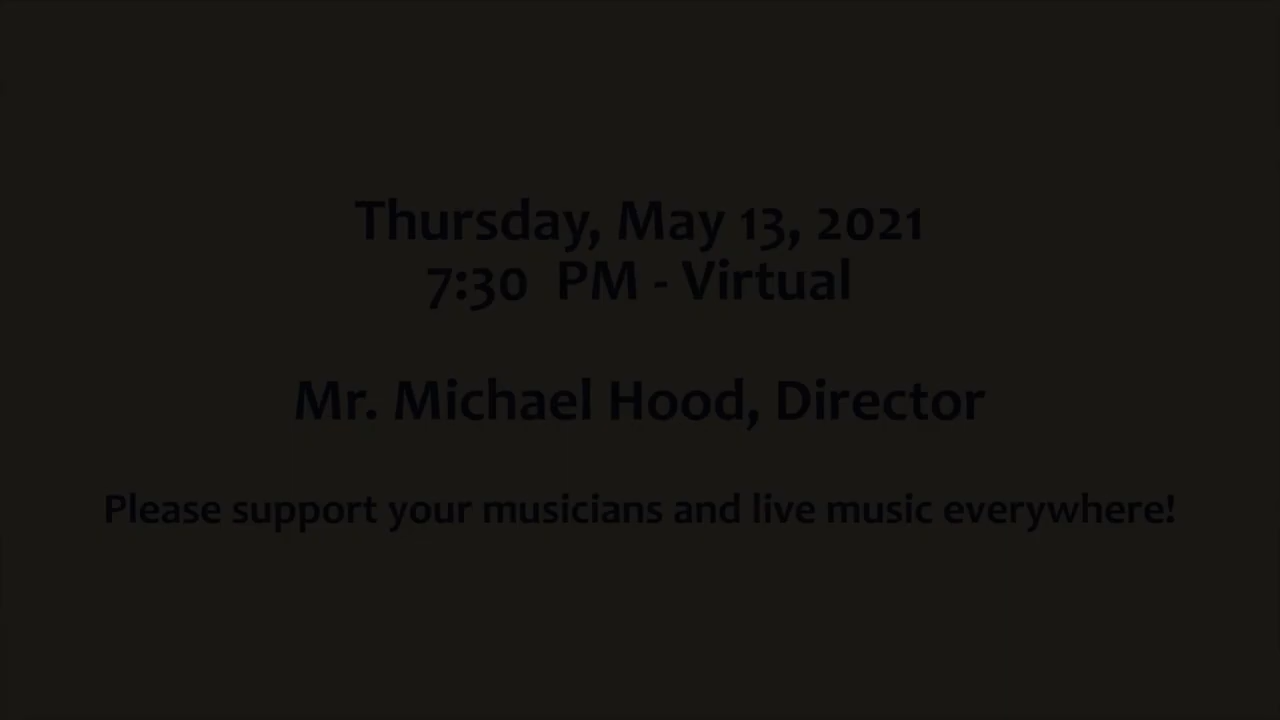 Thursday, May 13, 2021
7:30 PM - Virtual
Mr. Michael Hood, Director
Please support your musicians and live music everywhere!